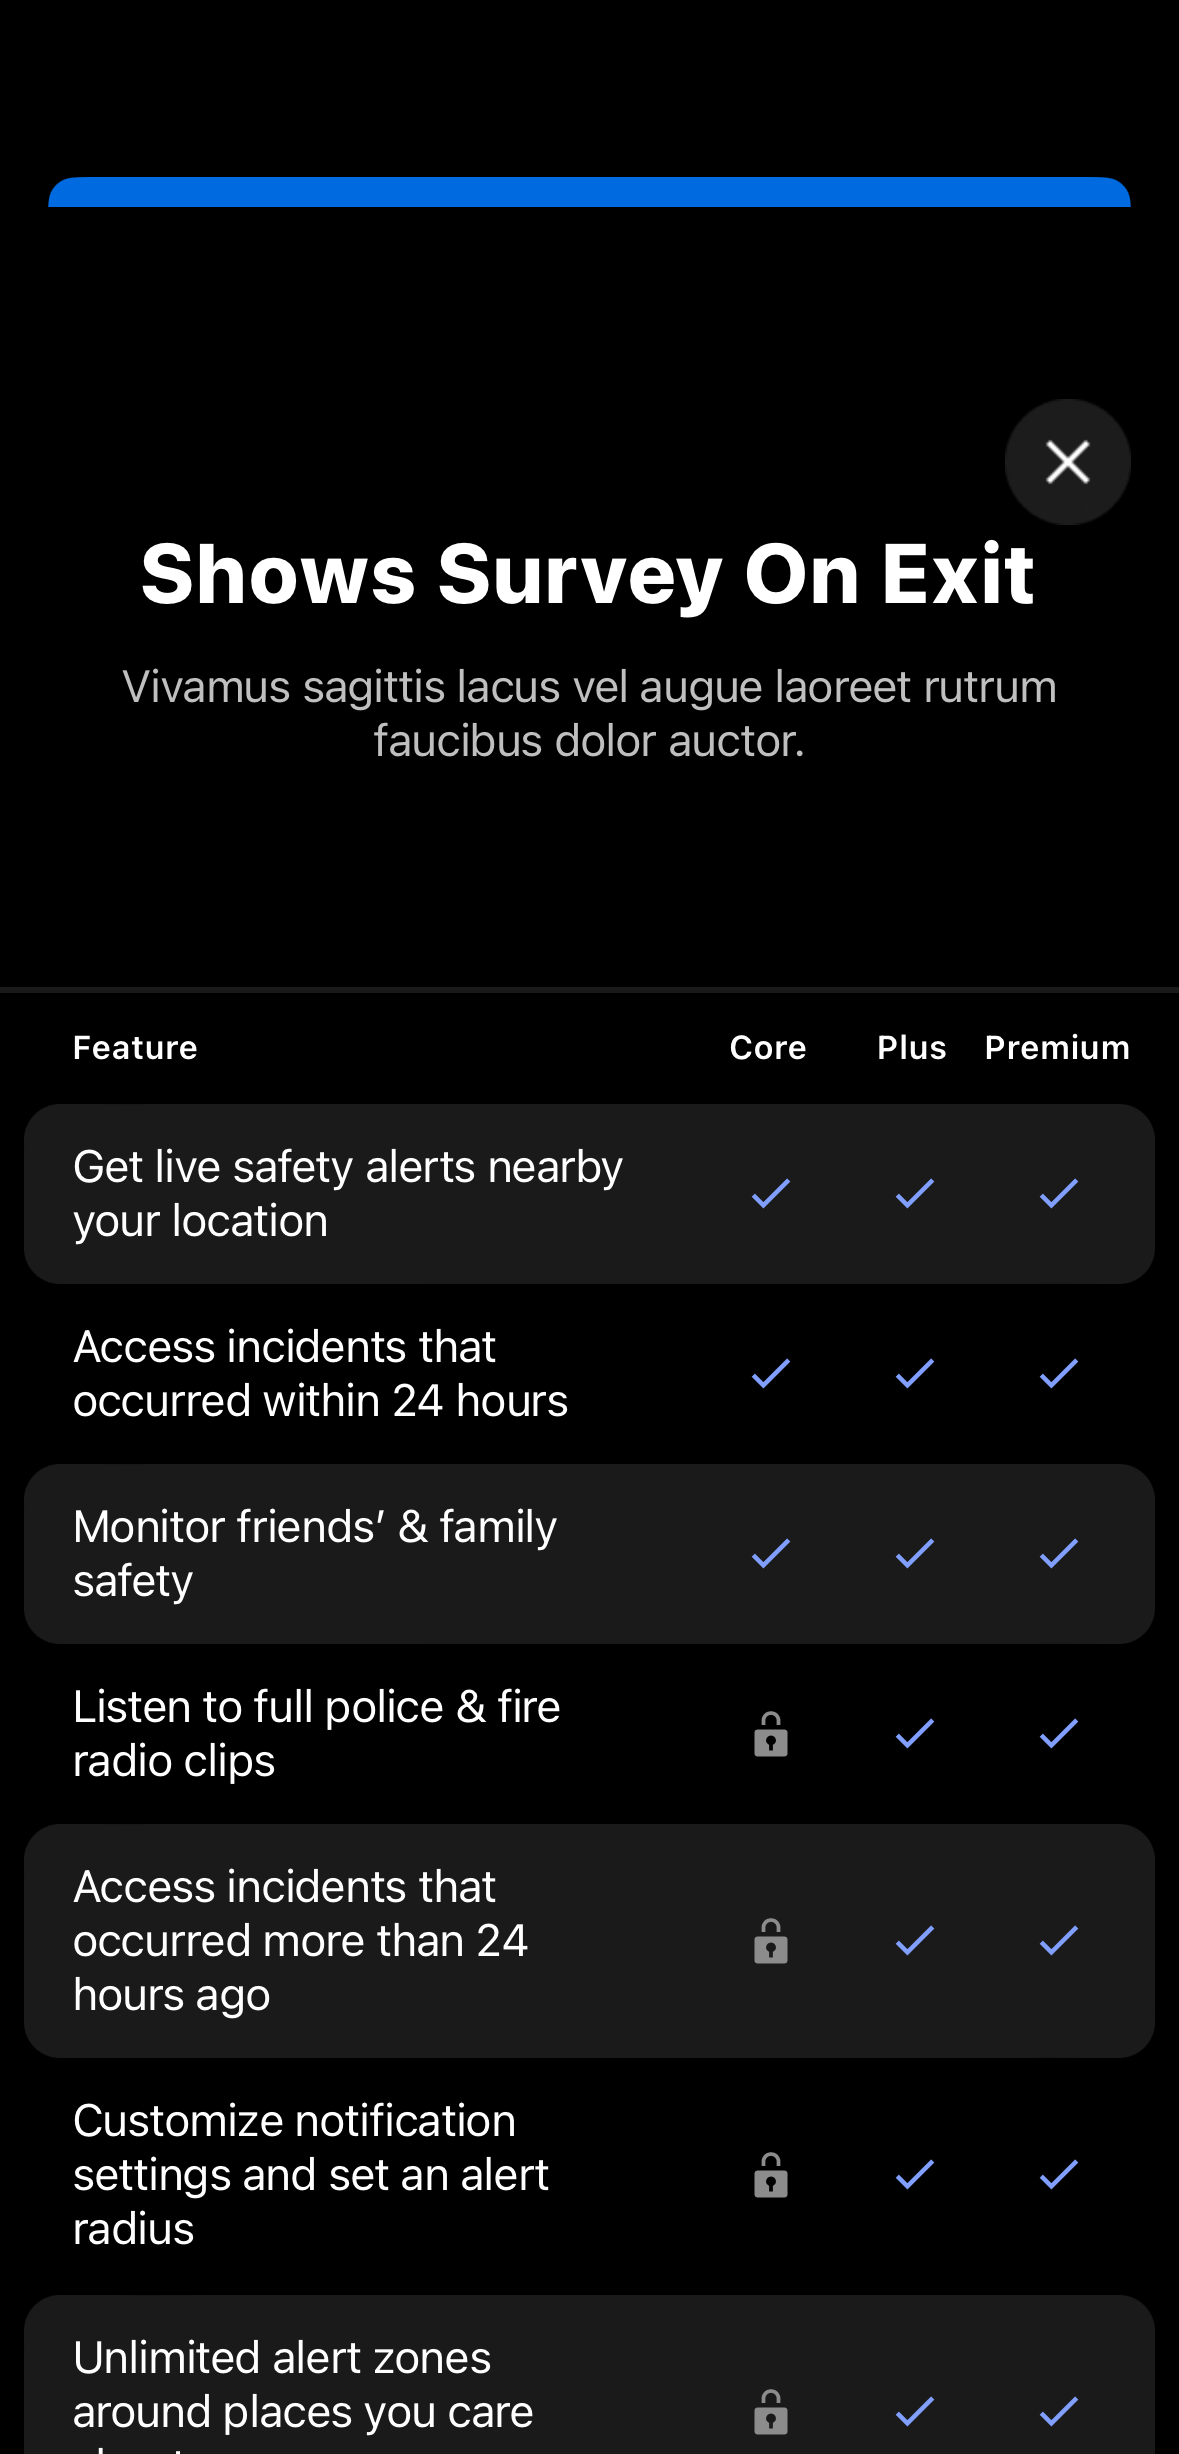 Shows Survey On Exit
Vivamus sagittis lacus vel augue laoreet rutrum
faucibus dolor auctor.
Feature Core Plus Premium
Get live safety alerts nearby
your location
Access incidents that
occurred within 24 hours
Monitor friends’ & family
safety
Listen to full police & fire
radio clips
Access incidents that
occurred more than 24
hours ago
Customize notification
settings and set an alert
radius
Unlimited alert zones
around places you care